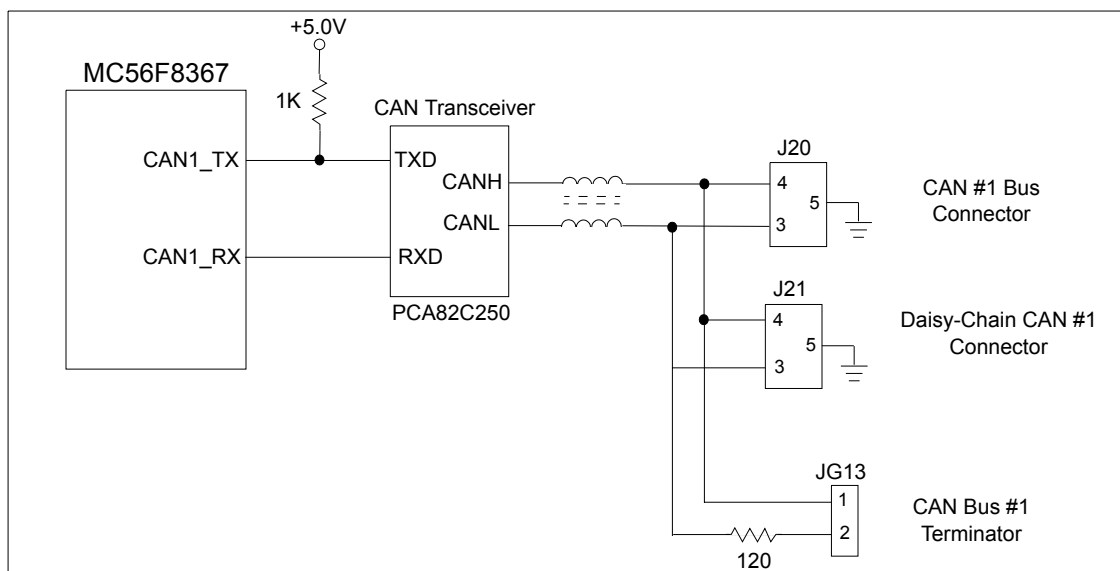 +5.0V
MC56F8367
1K
CAN Transceiver
CAN1_TX
TXD
CANH
CANL
CAN1_RX
RXD
PCA82C250
J20
4
5
3
CAN #1 Bus
Connector
J21
4
5
3
Daisy-Chain CAN #1
Connector
JG13
1
2
120
CAN Bus #1
Terminator